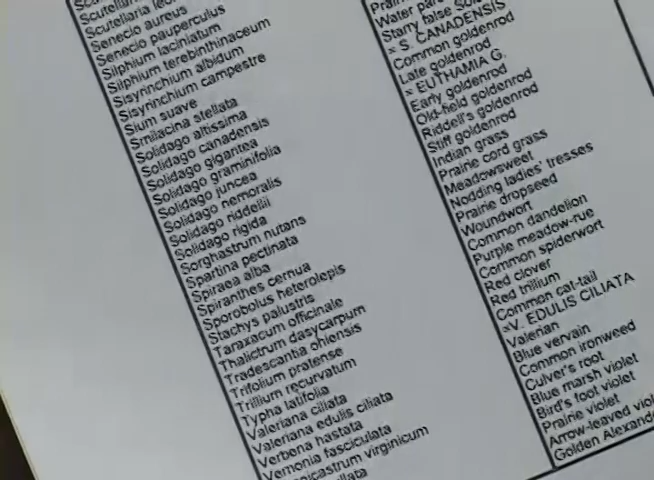 Senecio aureus
Senecio pauperculus
Silphium laciniatum
Silphium terebinthinaceum
Sisyrinchium albidum
Sisyrinchium campestre
Sium suave
Smilacina stellata
Solidago altissima
Solidago canadensis
Solidago gigantea
Solidago graminifolia
Solidago juncea
Solidago nemoralis
Solidago riddellii
Solidago rigida
Sorghastrum nutans
Spartina pectinata
Spiraea alba
Spiranthes cernua
Sporobolus heterolepis
Stachys palustris
Taraxacum officinale
Thalictrum dasycarpum
Tradescantia ohiensis
Trifolium pratense
Trillium recurvatum
Typha latifolia
Valeriana ciliata
Valeriana edulis ciliata
Verbena hastata
Vernonia fasciculata
virginicum
Water
Starry false
× S. CANADENSIS
Common goldenrod
Late goldenrod
× EUTHAMIA G.
Early goldenrod
Old-field goldenrod
Riddell's goldenrod
Stiff goldenrod
Indian grass
Prairie cord grass
Meadowsweet
Nodding ladies' tresses
Prairie dropseed
Woundwort
Common dandelion
Purple meadow-rue
Common spiderwort
Red clover
Red trillium
Common cat-tail
×V. EDULIS CILIATA
Valerian
Blue vervain
Common ironweed
Culver's root
Blue marsh violet
Bird's foot violet
Prairie violet
Arrow-leaved
Golden